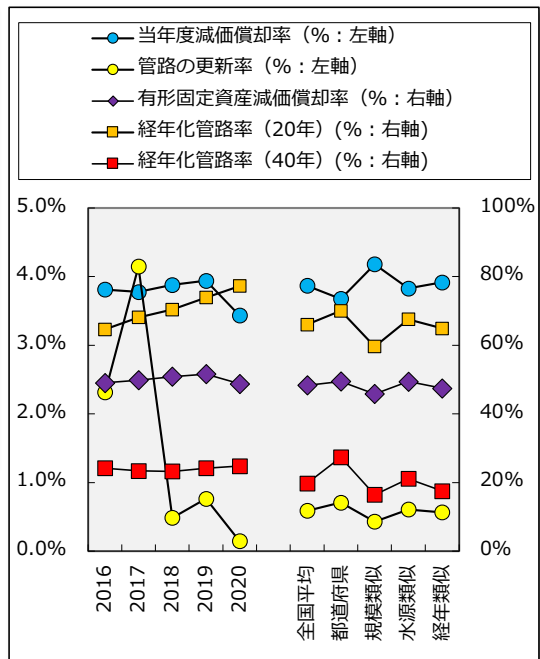 当年度減価償却率（%：左軸）
管路の更新率（%：左軸）
有形固定資産減価償却率（%：右軸）
経年化管路率（20年）(%：右軸)
経年化管路率（40年）(%：右軸)
5.0% 100%
4.0% 80%
3.0% 60%
2.0% 40%
1.0% 20%
0.0% 0%
2016
2017
2018
2019
2020
全国平均
都道府県
規模類似
水源類似
経年類似